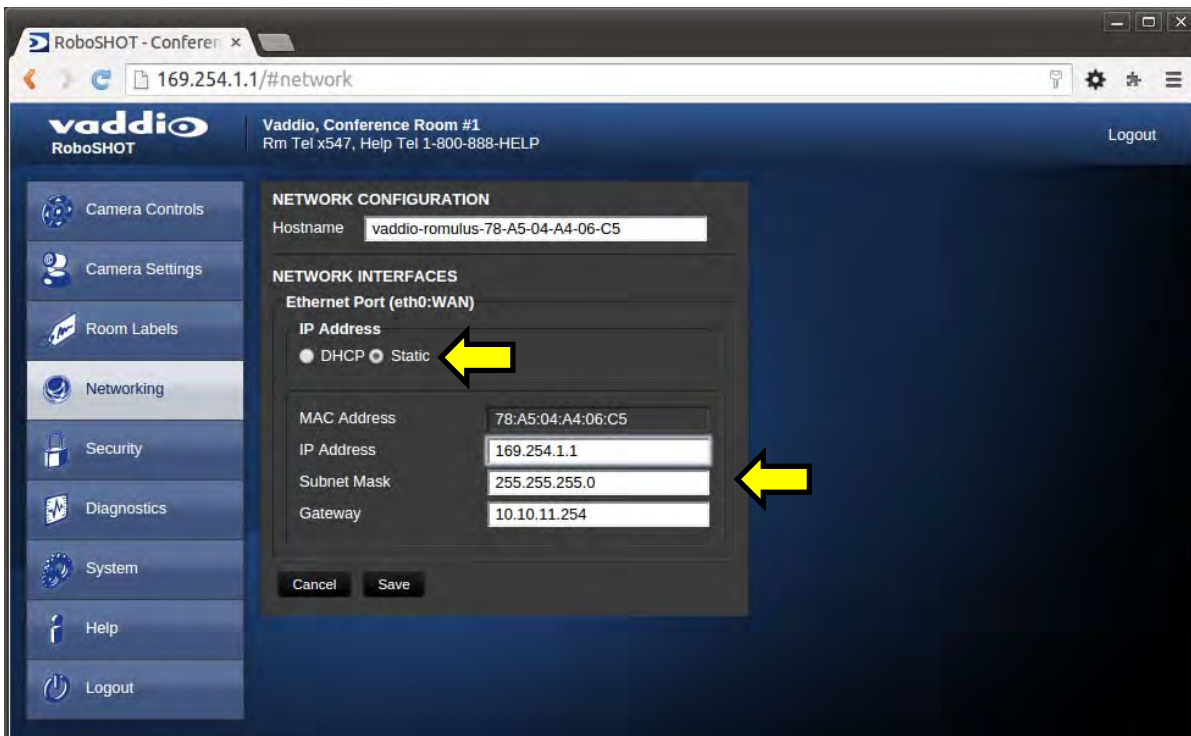 RoboSHOT - Conferen ×
169.254.1.1/#network
vaddio
RoboSHOT
Vaddio, Conference Room #1
Rm Tel x547, Help Tel 1-800-888-HELP
Logout
Camera Controls
Camera Settings
Room Labels
Networking
Security
Diagnostics
System
Help
Logout
NETWORK CONFIGURATION
Hostname vaddio-romulus-78-A5-04-A4-06-C5
NETWORK INTERFACES
Ethernet Port (eth0:WAN)
IP Address
DHCP Static
MAC Address 78:A5:04:A4:06:C5
IP Address 169.254.1.1
Subnet Mask 255.255.255.0
Gateway 10.10.11.254
Cancel Save